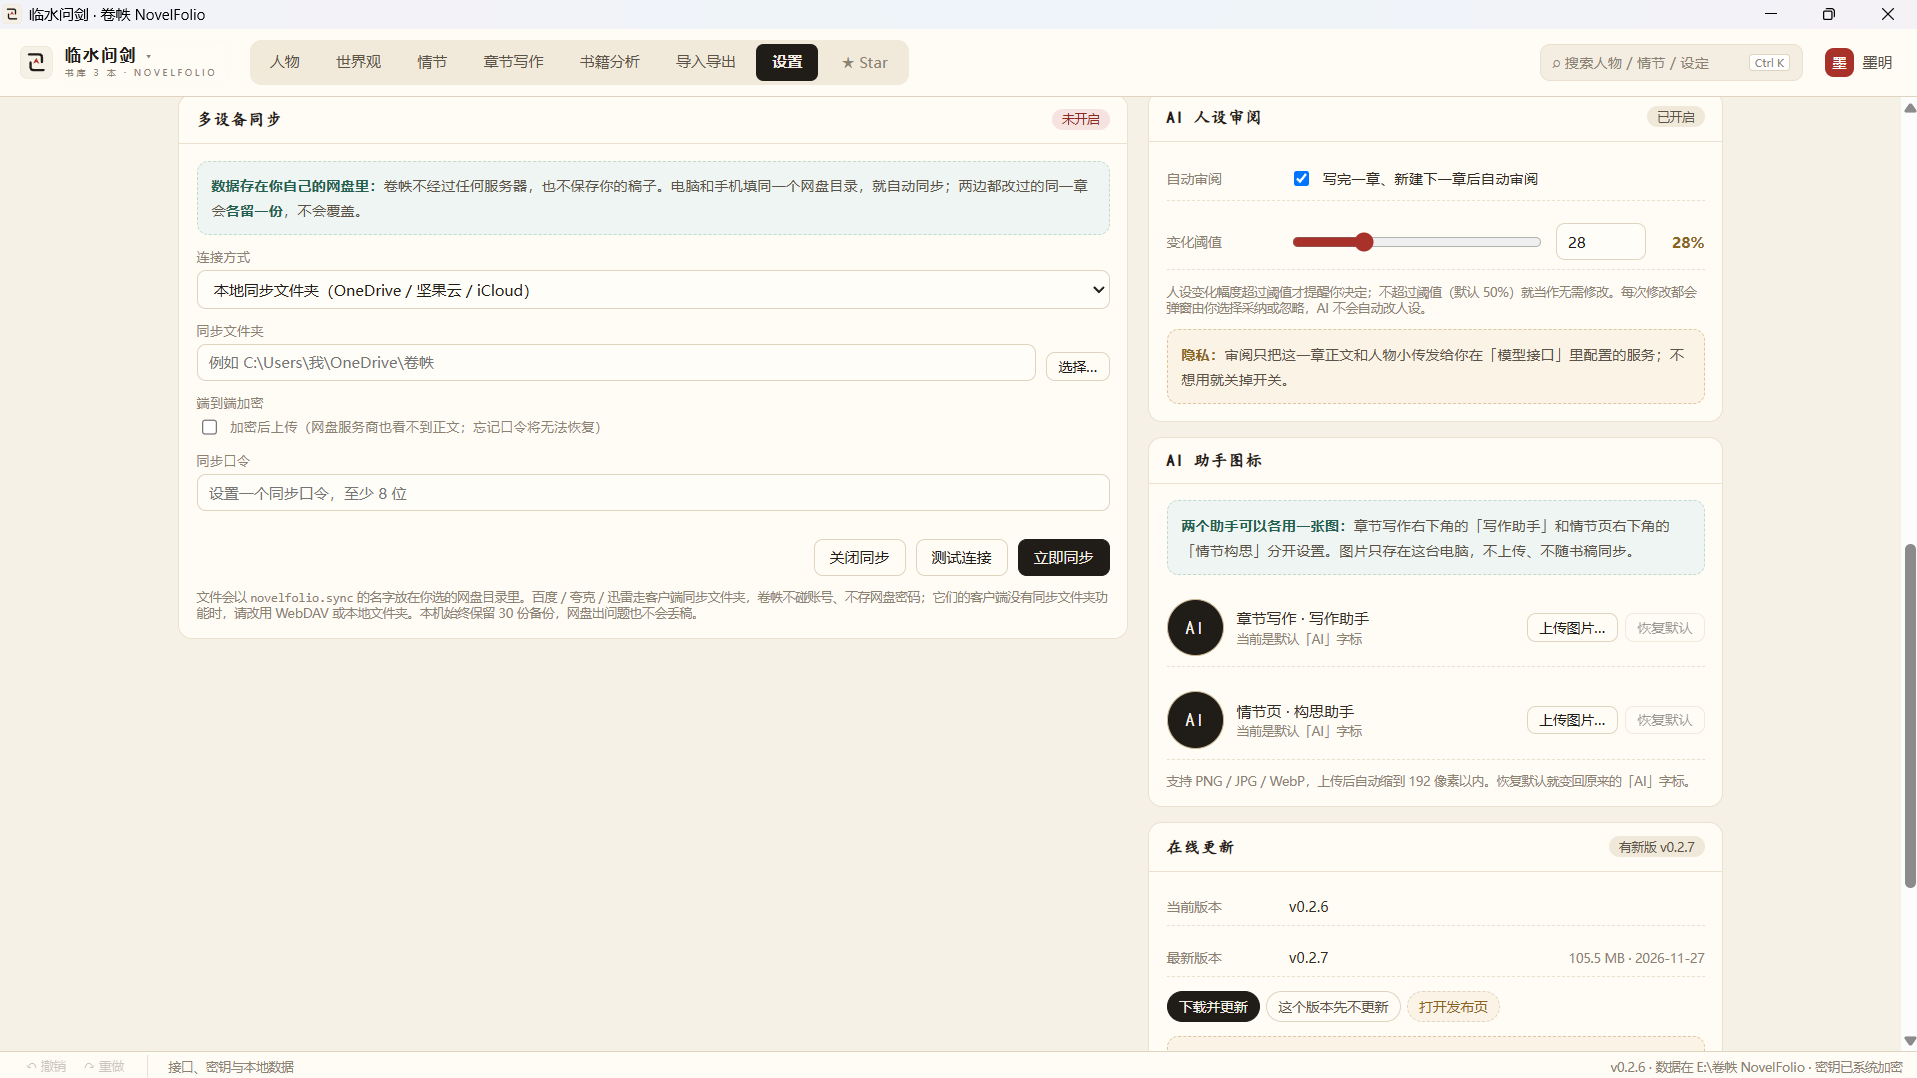 临水问剑 · 卷帙 NovelFolio
临水问剑
书库 3 本 · NOVELFOLIO
人物 世界观 情节 章节写作 书籍分析 导入导出 设置 ★ Star
搜索人物 / 情节 / 设定 Ctrl K
墨 墨明
多设备同步 未开启
数据存在你自己的网盘里：卷帙不经过任何服务器，也不保存你的稿子。电脑和手机填同一个网盘目录，就自动同步；两边都改过的同一章
会各留一份，不会覆盖。
连接方式
本地同步文件夹（OneDrive / 坚果云 / iCloud）
同步文件夹
例如 C:\Users\我\OneDrive\卷帙 选择...
端到端加密
加密后上传（网盘服务商也看不到正文；忘记口令将无法恢复）
同步口令
设置一个同步口令，至少 8 位
关闭同步 测试连接 立即同步
文件会以 novelfolio.sync 的名字放在你选的网盘目录里。百度 / 夸克 / 迅雷走客户端同步文件夹，卷帙不碰账号、不存网盘密码；它们的客户端没有同步文件夹功
能时，请改用 WebDAV 或本地文件夹。本机始终保留 30 份备份，网盘出问题也不会丢稿。
AI 人设审阅 已开启
自动审阅 写完一章、新建下一章后自动审阅
变化阈值 28 28%
人设变化幅度超过阈值才提醒你决定；不超过阈值（默认 50%）就当作无需修改。每次修改都会
弹窗由你选择采纳或忽略，AI 不会自动改人设。
隐私：审阅只把这一章正文和人物小传发给你在「模型接口」里配置的服务；不
想用就关掉开关。
AI 助手图标
两个助手可以各用一张图：章节写作右下角的「写作助手」和情节页右下角的
「情节构思」分开设置。图片只存在这台电脑，不上传、不随书稿同步。
AI 章节写作 · 写作助手
当前是默认「AI」字标
上传图片... 恢复默认
AI 情节页 · 构思助手
当前是默认「AI」字标
上传图片... 恢复默认
支持 PNG / JPG / WebP，上传后自动缩到 192 像素以内。恢复默认就变回原来的「AI」字标。
在线更新 有新版 v0.2.7
当前版本 v0.2.6
最新版本 v0.2.7 105.5 MB · 2026-11-27
下载并更新 这个版本先不更新 打开发布页
撤销 重做 接口、密钥与本地数据
v0.2.6 · 数据在 E:\卷帙 NovelFolio · 密钥已系统加密